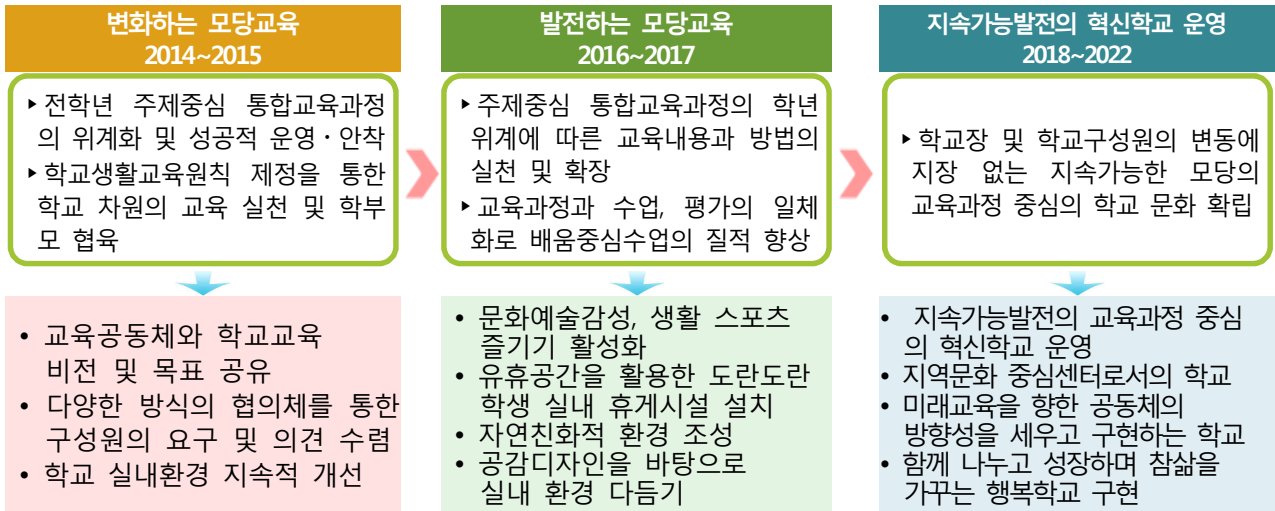 변화하는 모당교육
2014~2015
▸전학년 주제중심 통합교육과정
의 위계화 및 성공적 운영·안착
▸학교생활교육원칙 제정을 통한
학교 차원의 교육 실천 및 학부
모 협육
• 교육공동체와 학교교육
비전 및 목표 공유
• 다양한 방식의 협의체를 통한
구성원의 요구 및 의견 수렴
• 학교 실내환경 지속적 개선
발전하는 모당교육
2016~2017
▸주제중심 통합교육과정의 학년
위계에 따른 교육내용과 방법의
실천 및 확장
▸교육과정과 수업, 평가의 일체
화로 배움중심수업의 질적 향상
• 문화예술감성, 생활 스포츠
즐기기 활성화
• 유휴공간을 활용한 도란도란
학생 실내 휴게시설 설치
• 자연친화적 환경 조성
• 공감디자인을 바탕으로
실내 환경 다듬기
지속가능발전의 혁신학교 운영
2018~2022
▸학교장 및 학교구성원의 변동에
지장 없는 지속가능한 모당의
교육과정 중심의 학교 문화 확립
• 지속가능발전의 교육과정 중심
의 혁신학교 운영
• 지역문화 중심센터로서의 학교
• 미래교육을 향한 공동체의
방향성을 세우고 구현하는 학교
• 함께 나누고 성장하며 참삶을
가꾸는 행복학교 구현